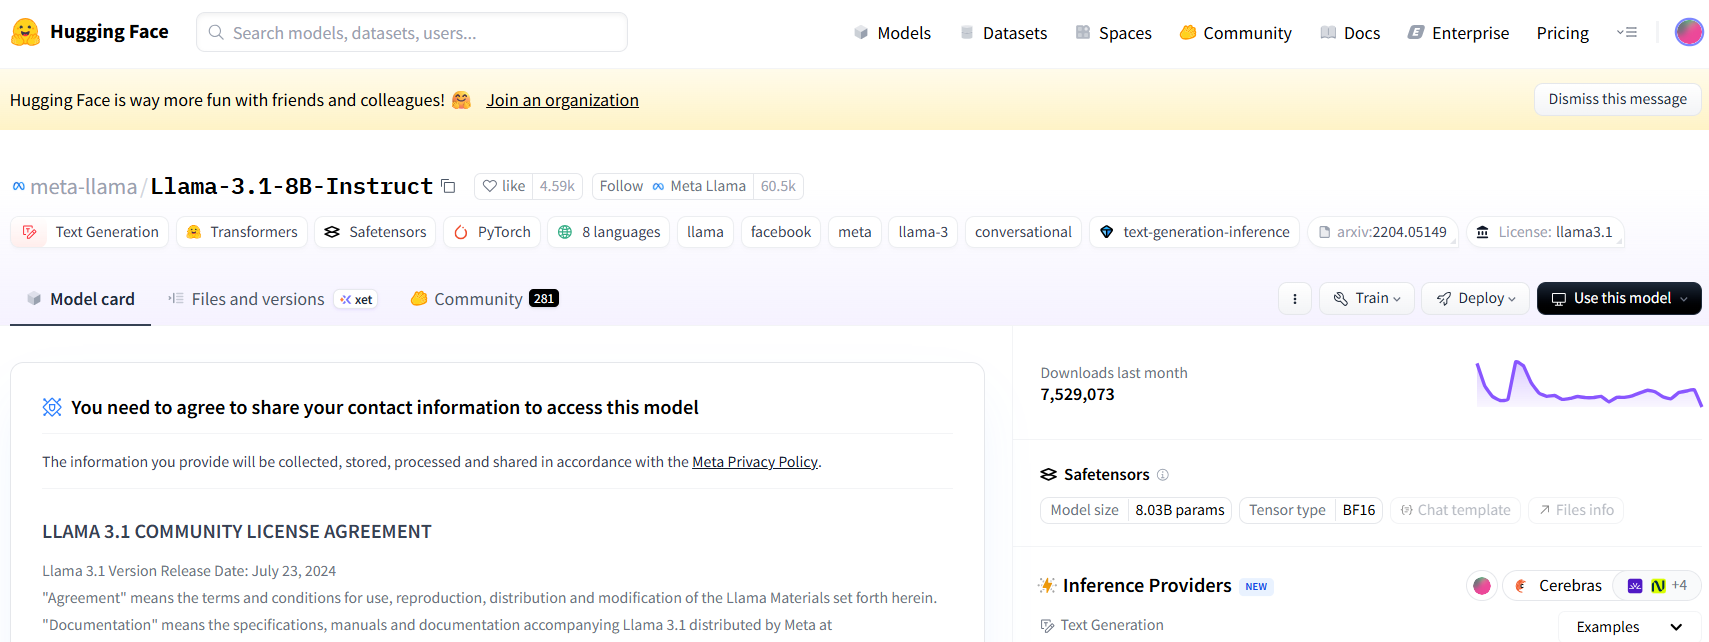 Hugging Face
Search models, datasets, users...
Models
Datasets
Spaces
Community
Docs
Enterprise
Pricing
Hugging Face is way more fun with friends and colleagues! 🤗 Join an organization
Dismiss this message
meta-llama/Llama-3.1-8B-Instruct
like 4.59k
Follow Meta Llama 60.5k
Text Generation
Transformers
Safetensors
PyTorch
8 languages
llama
facebook
meta
llama-3
conversational
text-generation-inference
arxiv:2204.05149
License: llama3.1
Model card
Files and versions
xet
Community 281
Train
Deploy
Use this model
You need to agree to share your contact information to access this model
The information you provide will be collected, stored, processed and shared in accordance with the Meta Privacy Policy.
LLAMA 3.1 COMMUNITY LICENSE AGREEMENT
Llama 3.1 Version Release Date: July 23, 2024
"Agreement" means the terms and conditions for use, reproduction, distribution and modification of the Llama Materials set forth herein.
"Documentation" means the specifications, manuals and documentation accompanying Llama 3.1 distributed by Meta at
Downloads last month
7,529,073
Safetensors
Model size 8.03B params
Tensor type BF16
Chat template
Files info
Inference Providers NEW
Cerebras
+4
Text Generation
Examples